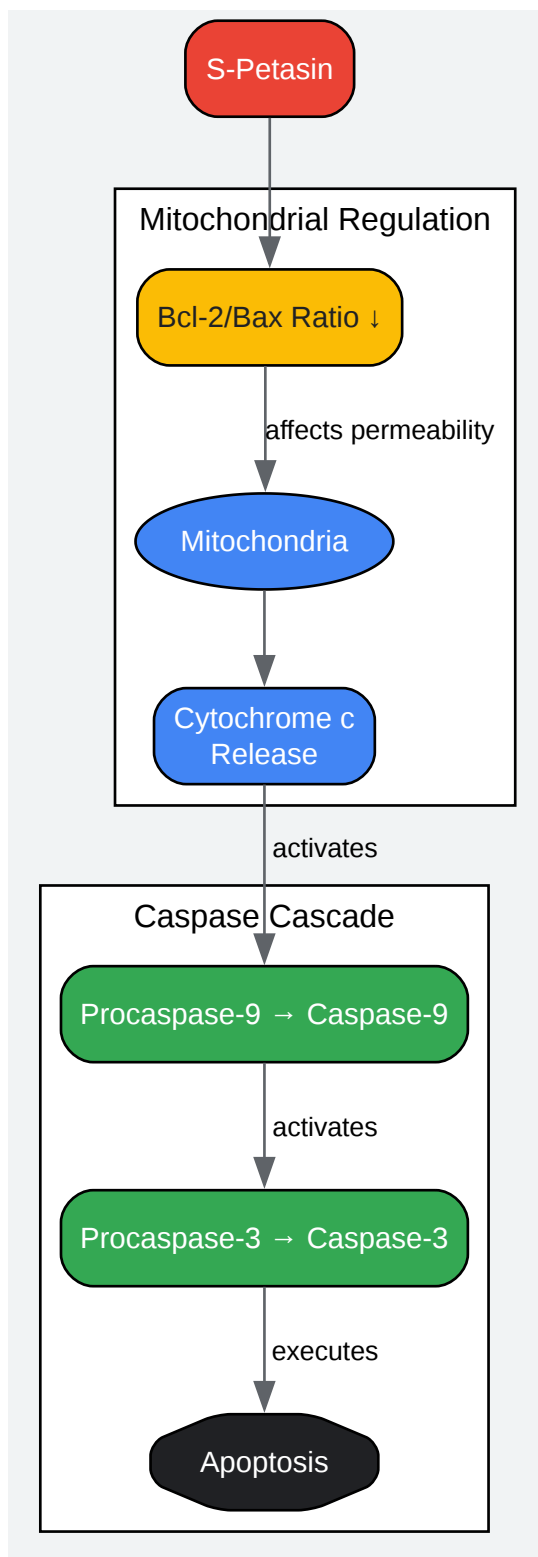 S-Petasin
Mitochondrial Regulation
Bcl-2/Bax Ratio ↓
affects permeability
Mitochondria
Cytochrome c
Release
activates
Caspase Cascade
Procaspase-9 → Caspase-9
activates
Procaspase-3 → Caspase-3
executes
Apoptosis